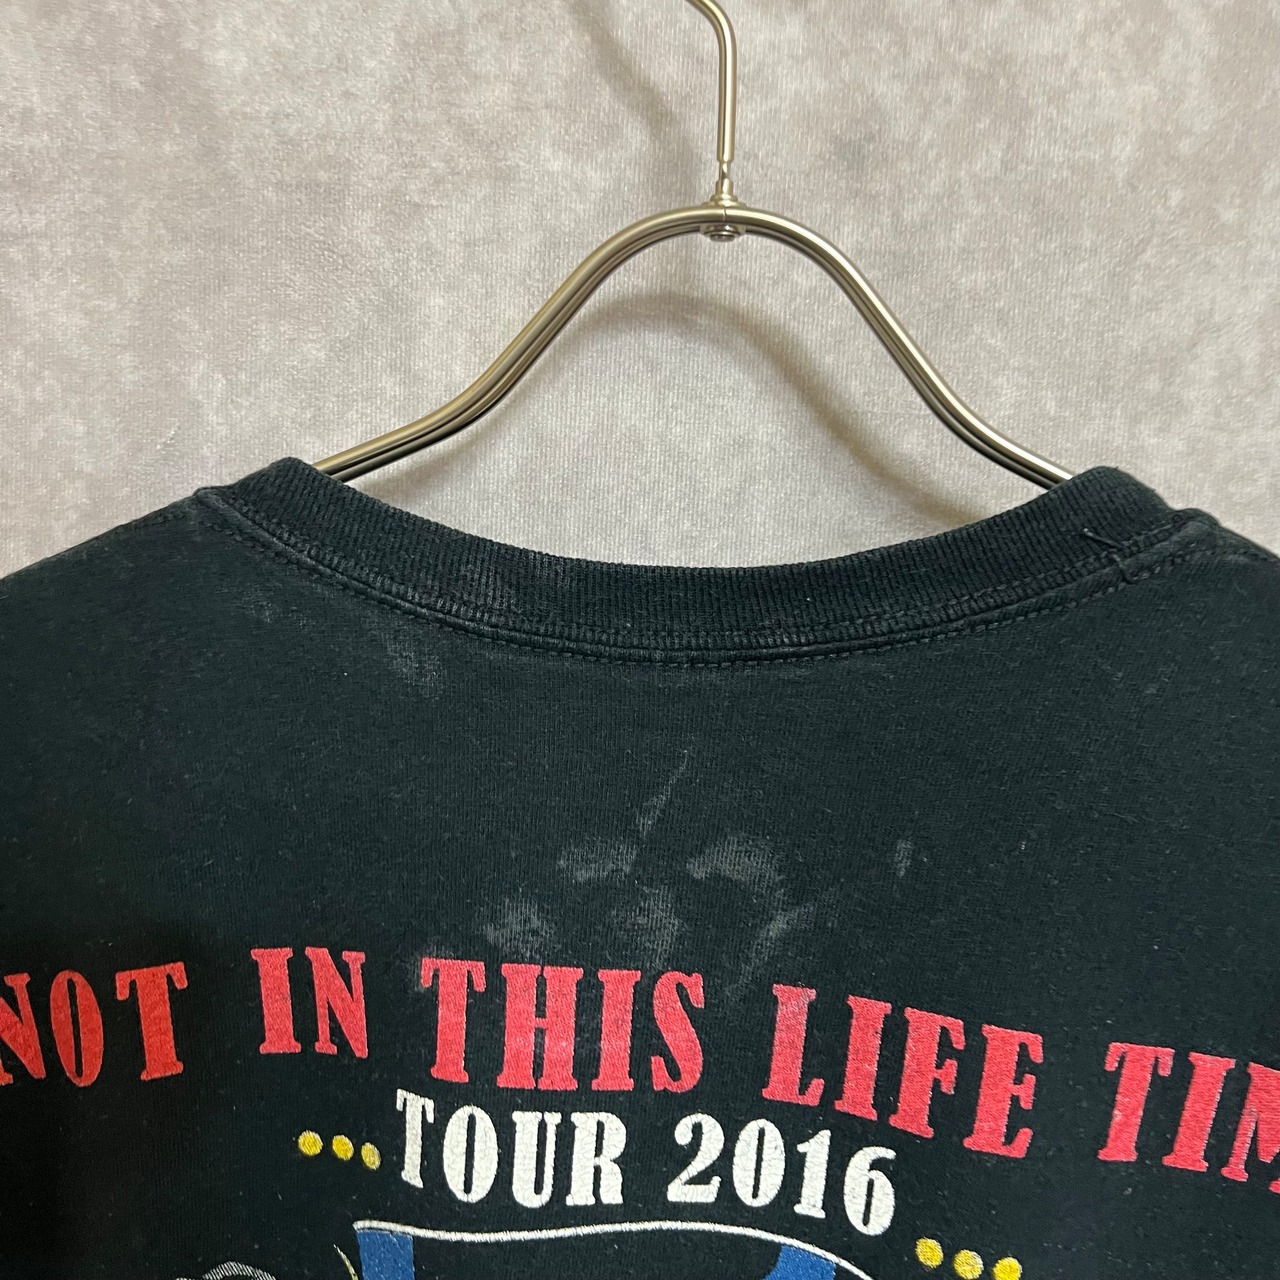 NOT IN THIS LIFE TIM
...TOUR 2016...